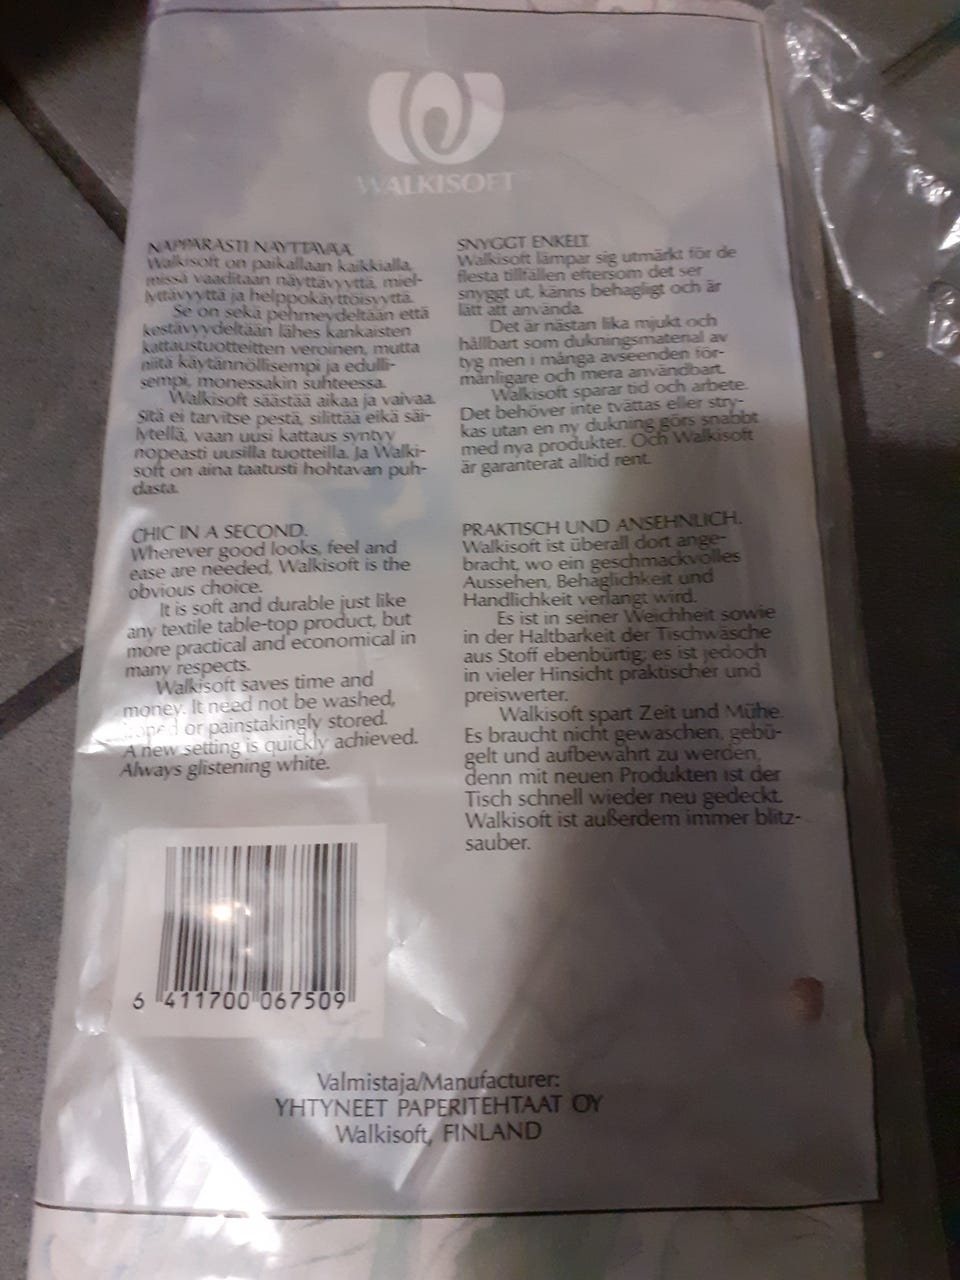 WALKISOFT
NÄPPÄRÄSTI NÄYTTÄVÄÄ.
Walkisoft on paikallaan kaikkialla,
missä vaaditaan näyttävyyttä, miel-
lyttävyyttä ja helppokäyttöisyyttä.
Se on sekä pehmeydeltään että
kestävyydeltään lähes kankaisten
kattaustuotteitten veroinen, mutta
niitä käytännöllisempi ja edulli-
sempi, monessakin suhteessa.
Walkisoft säästää aikaa ja vaivaa.
Sitä ei tarvitse pestä, silittää eikä säi-
lytellä, vaan uusi kattaus syntyy
nopeasti uusilla tuotteilla. Ja Walki-
soft on aina taatusti hohtavan puh-
dasta.
SNYGGT ENKELT.
Walkisoft lämpar sig utmärkt för de
flesta tillfällen eftersom det ser
snyggt ut, känns behagligt och är
lätt att använda.
Det är nästan lika mjukt och
hållbart som dukningsmaterial av
tyg men i många avseenden för-
månligare och mera användbart.
Walkisoft sparar tid och arbete.
Det behöver inte tvättas eller stry-
kas utan en ny dukning görs snabbt
med nya produkter. Och Walkisoft
är garanterat alltid rent.
CHIC IN A SECOND.
Wherever good looks, feel and
ease are needed, Walkisoft is the
obvious choice.
It is soft and durable just like
any textile table-top product, but
more practical and economical in
many respects.
Walkisoft saves time and
money. It need not be washed,
or painstakingly stored.
A new setting is quickly achieved.
Always glistening white.
PRAKTISCH UND ANSEHNLICH.
Walkisoft ist überall dort ange-
bracht, wo ein geschmackvolles
Aussehen, Behaglichkeit und
Handlichkeit verlangt wird.
Es ist in seiner Weichheit sowie
in der Haltbarkeit der Tischwäsche
aus Stoff ebenbürtig; es ist jedoch
in vieler Hinsicht praktischer und
preiswerter.
Walkisoft spart Zeit und Mühe.
Es braucht nicht gewaschen, gebü-
gelt und aufbewahrt zu werden,
denn mit neuen Produkten ist der
Tisch schnell wieder neu gedeckt.
Walkisoft ist außerdem immer blitz-
sauber.
6 411700 067509
Valmistaja/Manufacturer:
YHTYNEET PAPERITEHTAAT OY
Walkisoft, FINLAND